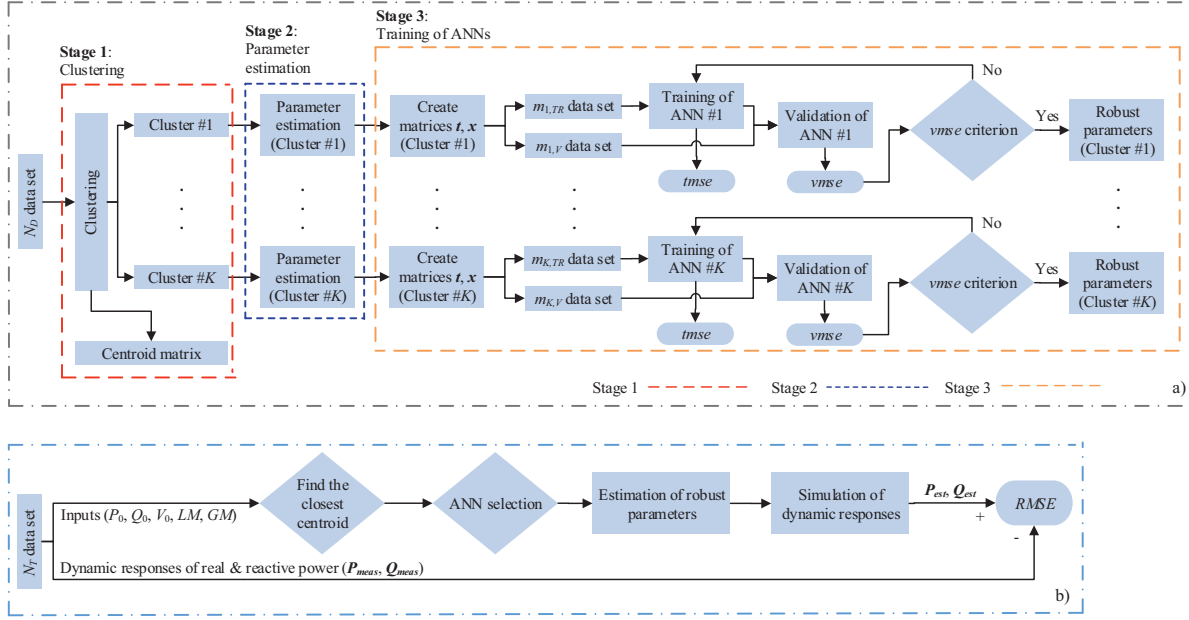 Stage 1:
Clustering
Stage 2:
Parameter
estimation
Stage 3:
Training of ANNs
N_D data set
Clustering
Cluster #1
Cluster #K
Centroid matrix
Parameter
estimation
(Cluster #1)
Parameter
estimation
(Cluster #K)
Create
matrices t, x
(Cluster #1)
m_{1,TR} data set
m_{1,V} data set
Training of
ANN #1
tmse
Validation of
ANN #1
vmse
vmse criterion
No
Yes
Robust
parameters
(Cluster #1)
Create
matrices t, x
(Cluster #K)
m_{K,TR} data set
m_{K,V} data set
Training of
ANN #K
tmse
Validation of
ANN #K
vmse
vmse criterion
No
Yes
Robust
parameters
(Cluster #K)
Stage 1
Stage 2
Stage 3
a)
N_T data set
Inputs (P_0, Q_0, V_0, LM, GM)
Find the
closest
centroid
ANN selection
Estimation of robust
parameters
Simulation of
dynamic responses
P_est, Q_est
+
RMSE
-
Dynamic responses of real & reactive power (P_meas, Q_meas)
b)